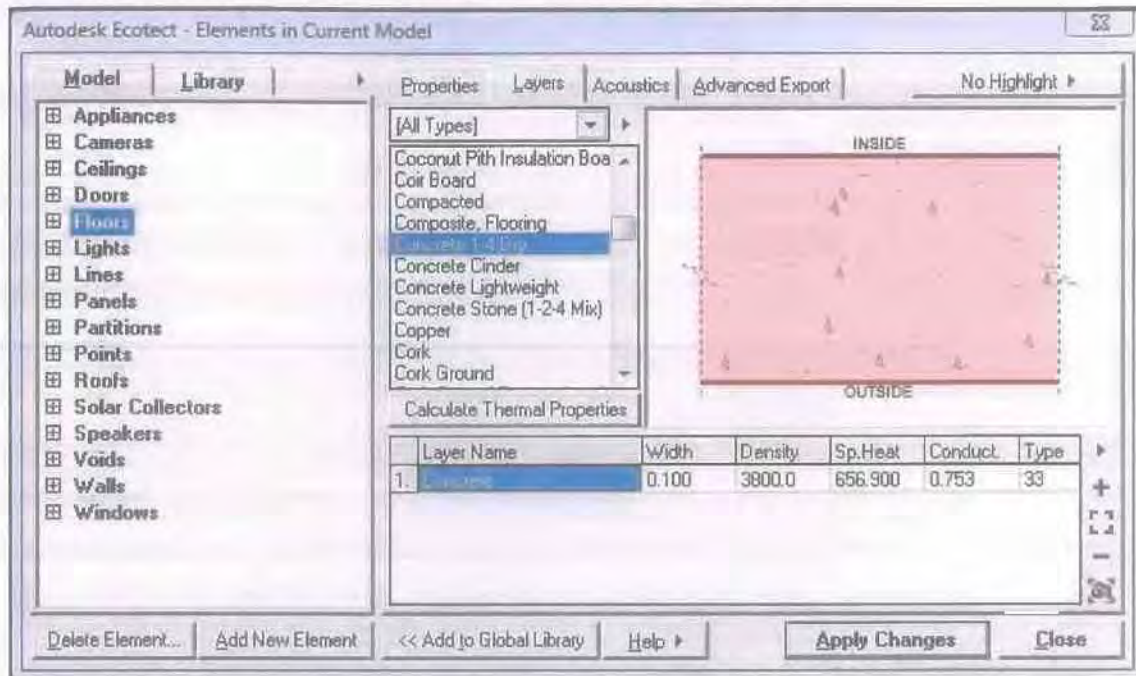 Autodesk Ecotect - Elements in Current Model
Model Library
Properties Layers Acoustics Advanced Export No Highlight
Appliances
Cameras
Ceilings
Doors
Floors
Lights
Lines
Panels
Partitions
Points
Roofs
Solar Collectors
Speakers
Voids
Walls
Windows
[All Types]
Coconut Pith Insulation Boa
Coir Board
Compacted
Composite, Flooring
Concrete 1-4 Dry
Concrete Cinder
Concrete Lightweight
Concrete Stone (1-2-4 Mix)
Copper
Cork
Cork Ground
Calculate Thermal Properties
INSIDE
OUTSIDE
Layer Name Width Density Sp.Heat Conduct. Type
1. Concrete 0.100 3800.0 656.900 0.753 33
Delete Element... Add New Element << Add to Global Library Help Apply Changes Close